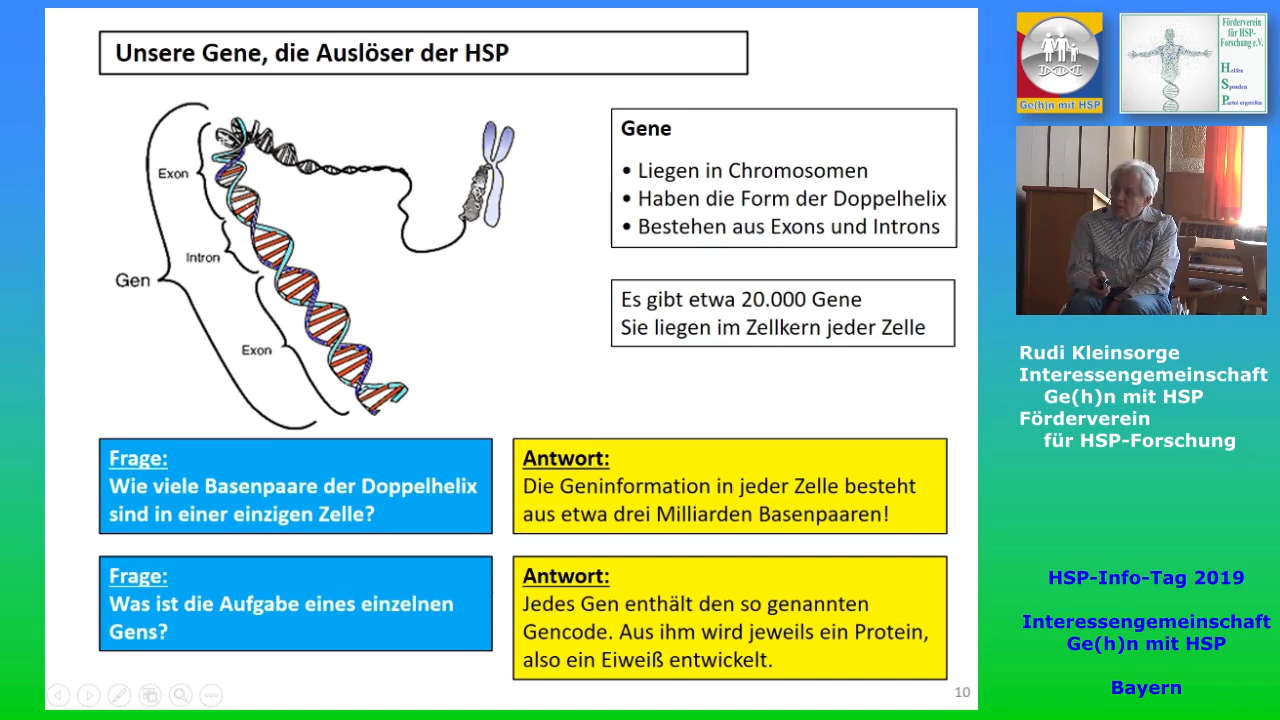 Unsere Gene, die Auslöser der HSP
Exon
Intron
Gen
Exon
Gene
• Liegen in Chromosomen
• Haben die Form der Doppelhelix
• Bestehen aus Exons und Introns
Es gibt etwa 20.000 Gene
Sie liegen im Zellkern jeder Zelle
Frage:
Wie viele Basenpaare der Doppelhelix
sind in einer einzigen Zelle?
Antwort:
Die Geninformation in jeder Zelle besteht
aus etwa drei Milliarden Basenpaaren!
Frage:
Was ist die Aufgabe eines einzelnen
Gens?
Antwort:
Jedes Gen enthält den so genannten
Gencode. Aus ihm wird jeweils ein Protein,
also ein Eiweiß entwickelt.
10
Ge(h)n mit HSP
Förderverein
für HSP-
Forschung e.V.
Helfen
Spenden
Partei ergreifen
Rudi Kleinsorge
Interessengemeinschaft
Ge(h)n mit HSP
Förderverein
für HSP-Forschung
HSP-Info-Tag 2019
Interessengemeinschaft
Ge(h)n mit HSP
Bayern